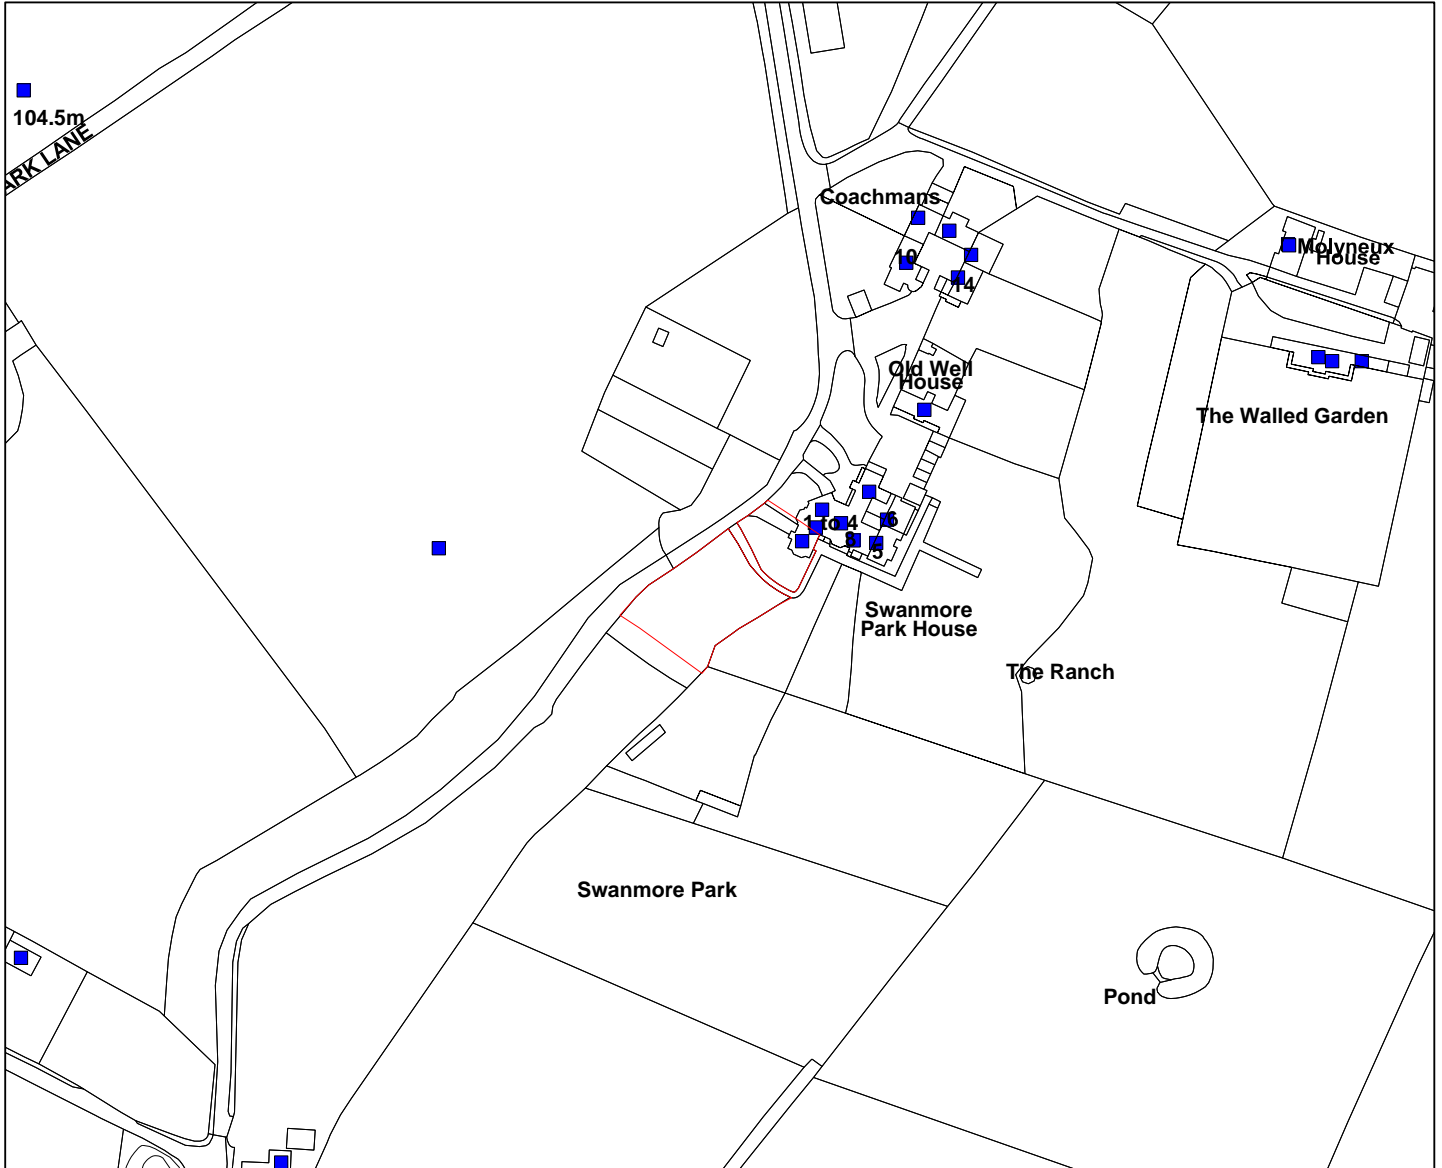 104.5m
ARK LANE
Coachmans
10
14
Molyneux
House
Old Well
House
The Walled Garden
1 to 4
6
8
5
Swanmore
Park House
The Ranch
Swanmore Park
Pond